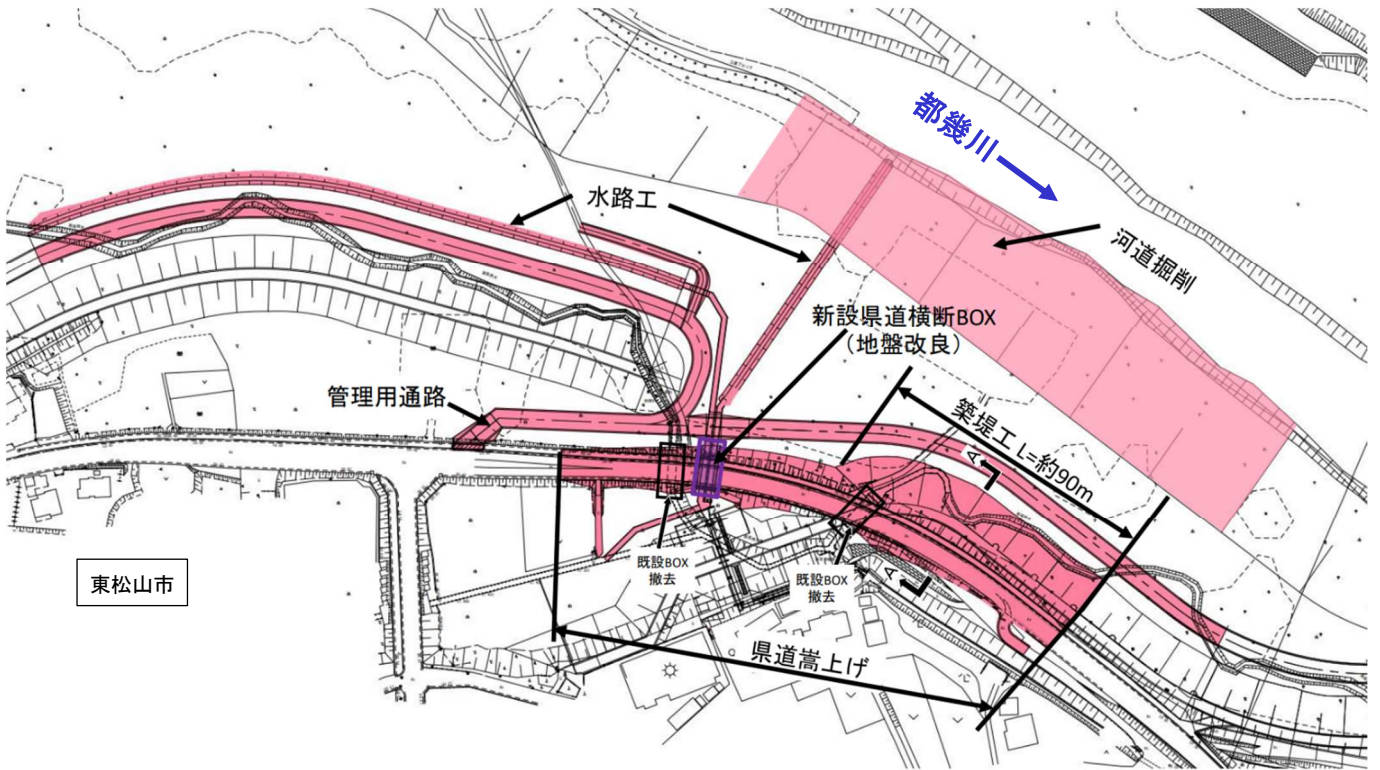 都幾川
水路工
河道掘削
新設県道横断BOX
（地盤改良）
管理用通路
築堤工 L=約90m
A
既設BOX
撤去
既設BOX
撤去
A
東松山市
県道嵩上げ